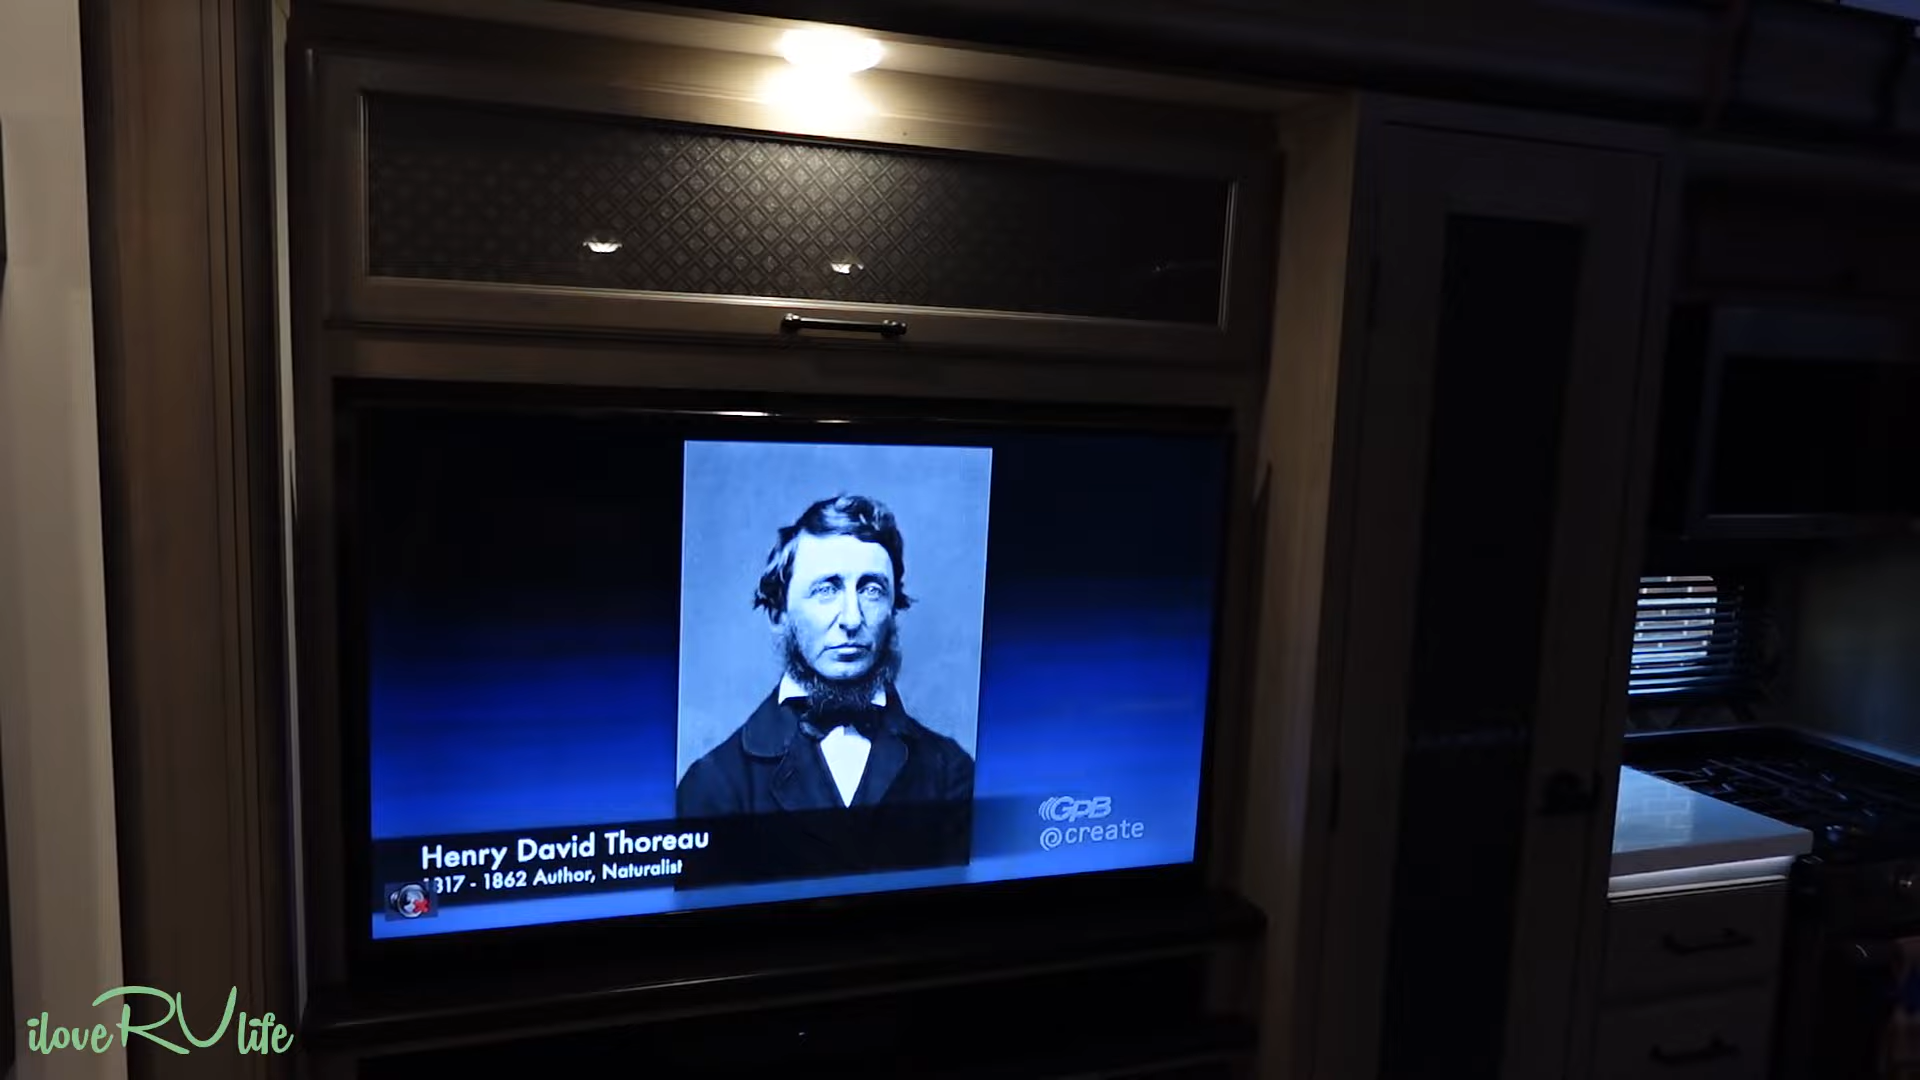 GPB
create
Henry David Thoreau
1817 - 1862 Author, Naturalist
iloveRVlife